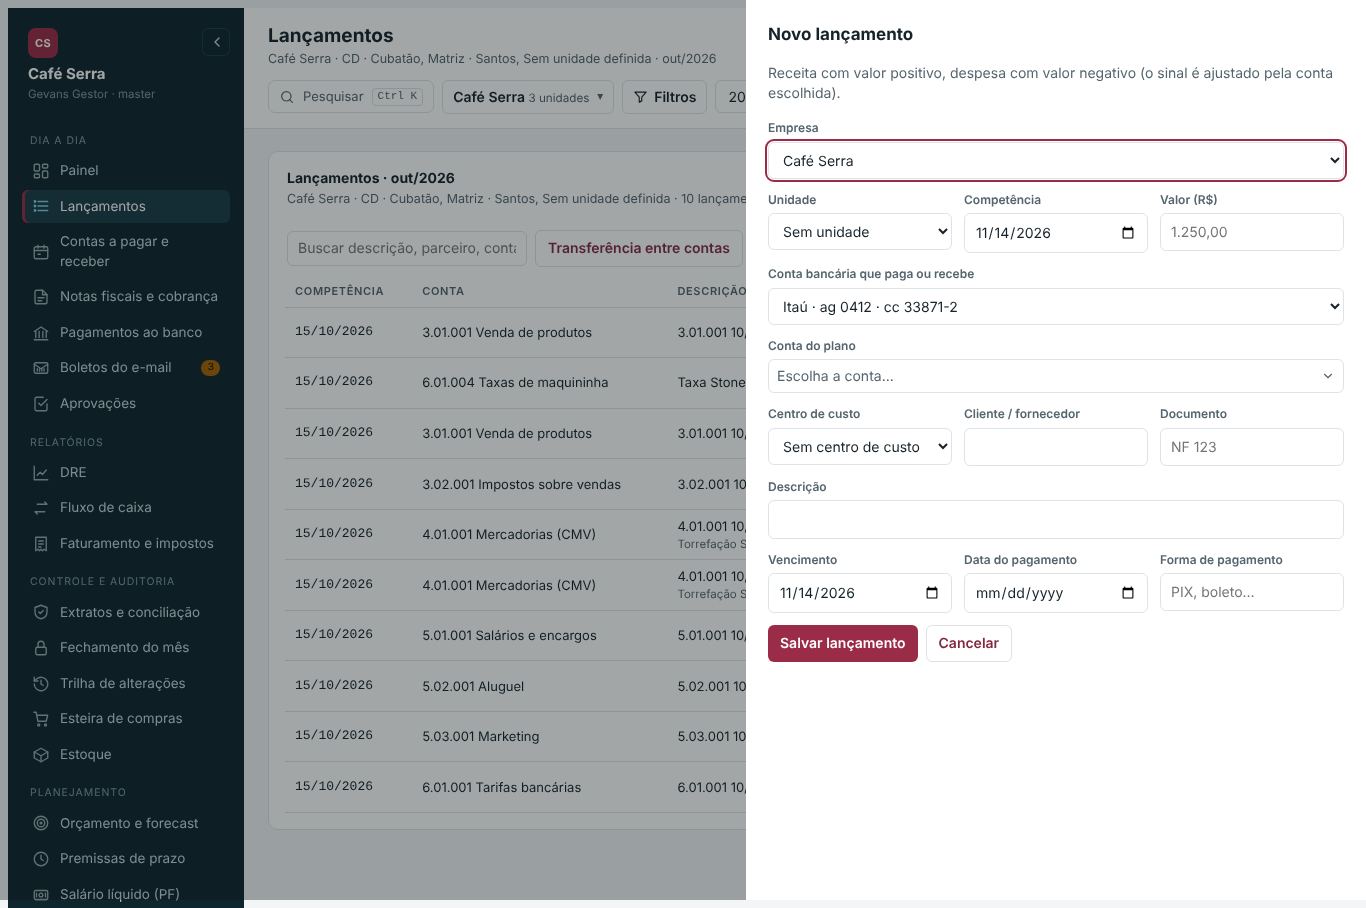 CS
Café Serra
Gevans Gestor · master
DIA A DIA
Painel
Lançamentos
Contas a pagar e
receber
Notas fiscais e cobrança
Pagamentos ao banco
Boletos do e-mail
3
Aprovações
RELATÓRIOS
DRE
Fluxo de caixa
Faturamento e impostos
CONTROLE E AUDITORIA
Extratos e conciliação
Fechamento do mês
Trilha de alterações
Esteira de compras
Estoque
PLANEJAMENTO
Orçamento e forecast
Premissas de prazo
Salário líquido (PF)
Lançamentos
Café Serra · CD · Cubatão, Matriz · Santos, Sem unidade definida · out/2026
Pesquisar Ctrl K
Café Serra 3 unidades
Filtros
20
Lançamentos · out/2026
Café Serra · CD · Cubatão, Matriz · Santos, Sem unidade definida · 10 lançame
Buscar descrição, parceiro, conta
Transferência entre contas
COMPETÊNCIA CONTA DESCRIÇÃO
15/10/2026 3.01.001 Venda de produtos 3.01.001 10/
15/10/2026 6.01.004 Taxas de maquininha Taxa Stone
15/10/2026 3.01.001 Venda de produtos 3.01.001 10/
15/10/2026 3.02.001 Impostos sobre vendas 3.02.001 10
15/10/2026 4.01.001 Mercadorias (CMV) 4.01.001 10/
Torrefação S
15/10/2026 4.01.001 Mercadorias (CMV) 4.01.001 10/
Torrefação S
15/10/2026 5.01.001 Salários e encargos 5.01.001 10/
15/10/2026 5.02.001 Aluguel 5.02.001 10
15/10/2026 5.03.001 Marketing 5.03.001 10
15/10/2026 6.01.001 Tarifas bancárias 6.01.001 10/
Novo lançamento
Receita com valor positivo, despesa com valor negativo (o sinal é ajustado pela conta
escolhida).
Empresa
Café Serra
Unidade Competência Valor (R$)
Sem unidade 11/14/2026 1.250,00
Conta bancária que paga ou recebe
Itaú · ag 0412 · cc 33871-2
Conta do plano
Escolha a conta...
Centro de custo Cliente / fornecedor Documento
Sem centro de custo NF 123
Descrição
Vencimento Data do pagamento Forma de pagamento
11/14/2026 mm/dd/yyyy PIX, boleto...
Salvar lançamento Cancelar